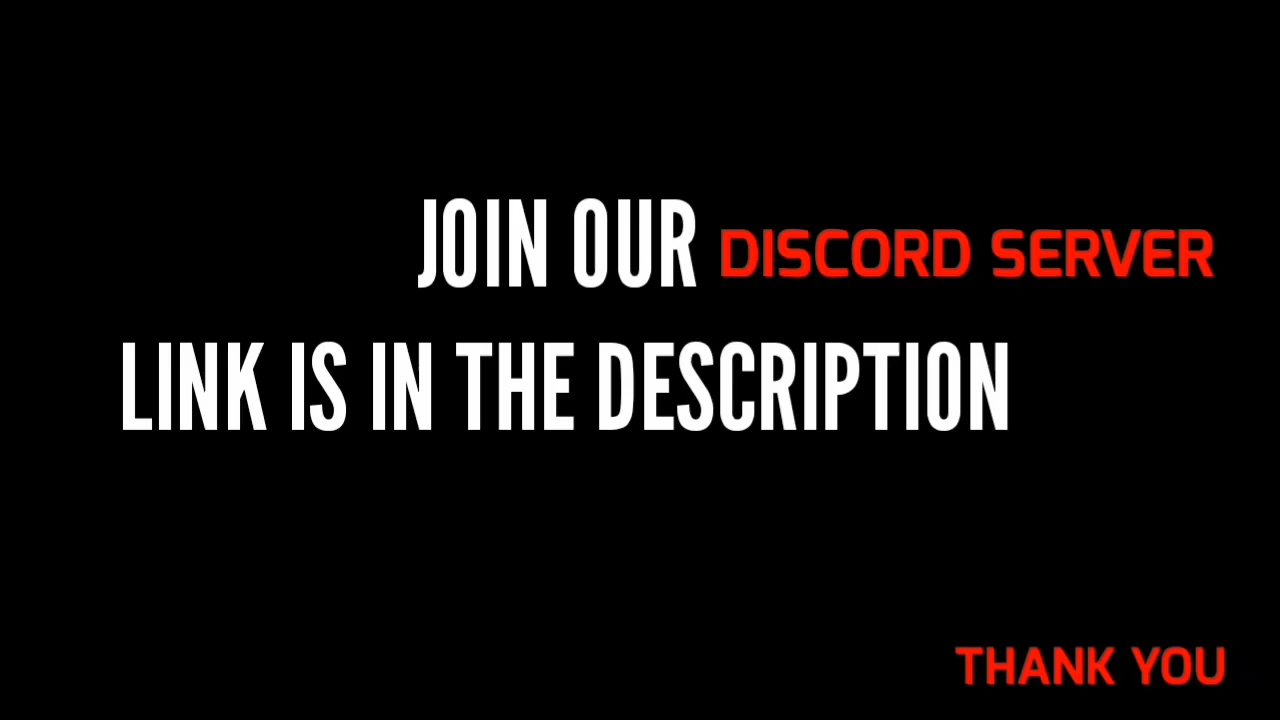 JOIN OUR DISCORD SERVER
LINK IS IN THE DESCRIPTION
THANK YOU